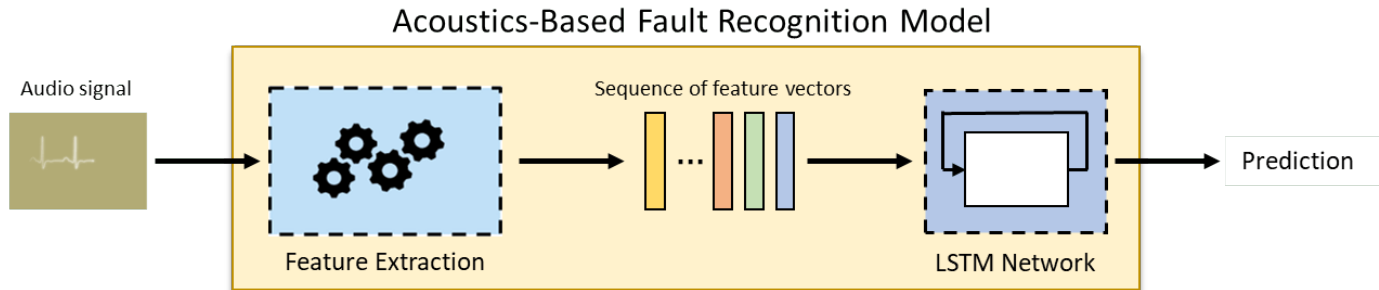 Acoustics-Based Fault Recognition Model
Audio signal
Sequence of feature vectors
...
Prediction
Feature Extraction
LSTM Network